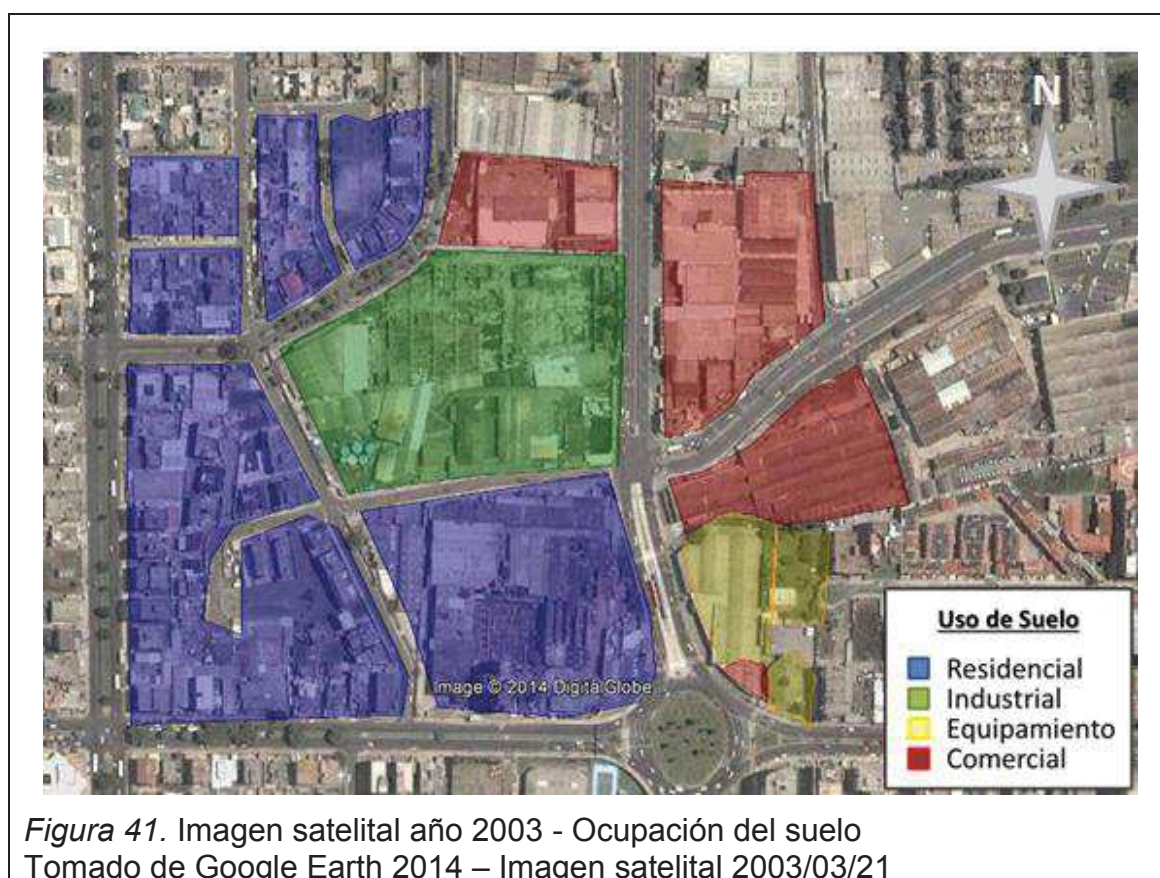 N
Image © 2014 DigitalGlobe
Uso de Suelo
Residencial
Industrial
Equipamiento
Comercial
Figura 41. Imagen satelital año 2003 - Ocupación del suelo
Tomado de Google Earth 2014 – Imagen satelital 2003/03/21